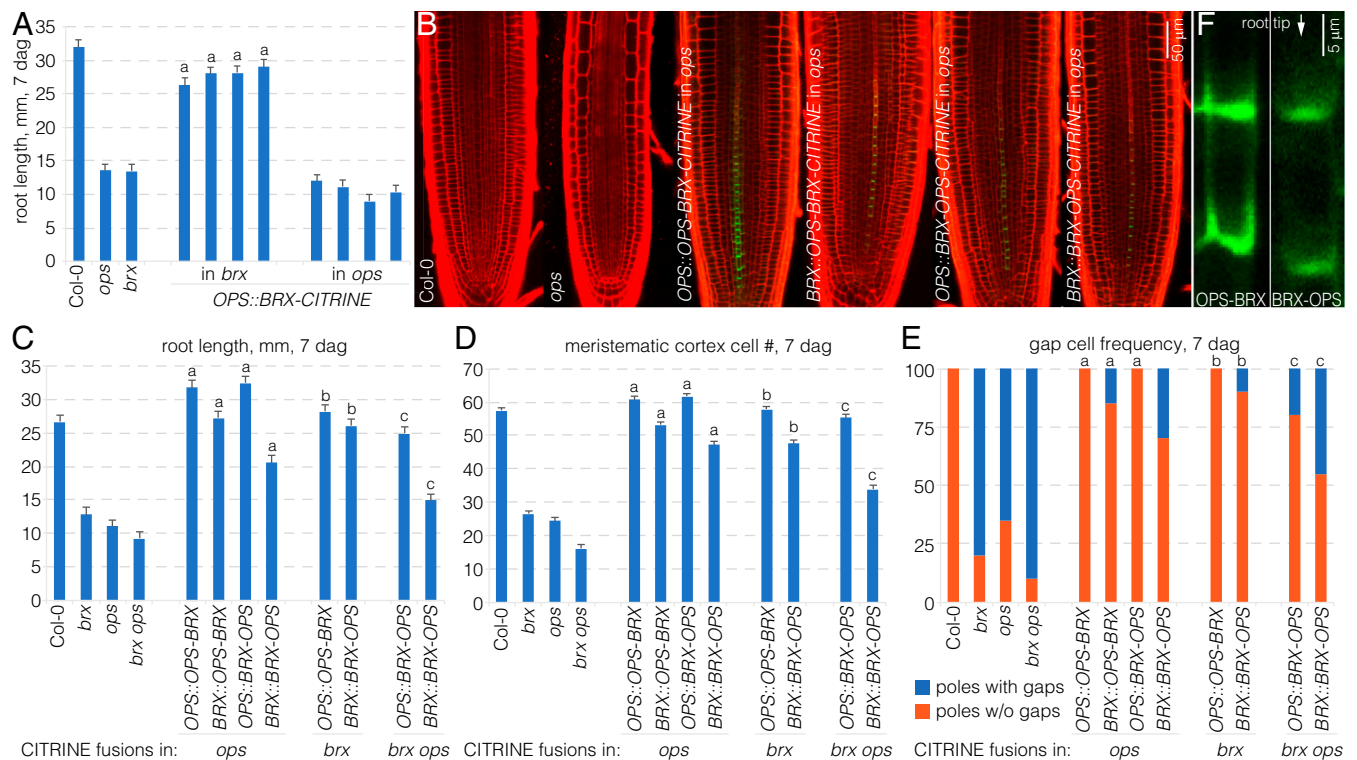 A
root length, mm, 7 dag
35
30
25
20
15
10
5
0
a a a a
Col-0
ops
brx
in brx
in ops
OPS::BRX-CITRINE
B
Col-0
ops
OPS::OPS-BRX-CITRINE in ops
BRX::OPS-BRX-CITRINE in ops
OPS::BRX-OPS-CITRINE in ops
BRX::BRX-OPS-CITRINE in ops
50 µm
F
root tip
5 µm
OPS-BRX
BRX-OPS
C
root length, mm, 7 dag
35
30
25
20
15
10
5
0
a a a a b b c c
Col-0
brx
ops
brx ops
OPS::OPS-BRX
BRX::OPS-BRX
OPS::BRX-OPS
BRX::BRX-OPS
OPS::OPS-BRX
BRX::BRX-OPS
OPS::BRX-OPS
BRX::BRX-OPS
CITRINE fusions in:
ops
brx
brx ops
D
meristematic cortex cell #, 7 dag
70
60
50
40
30
20
10
0
a a a a b b c c
Col-0
brx
ops
brx ops
OPS::OPS-BRX
BRX::OPS-BRX
OPS::BRX-OPS
BRX::BRX-OPS
OPS::OPS-BRX
BRX::BRX-OPS
OPS::BRX-OPS
BRX::BRX-OPS
CITRINE fusions in:
ops
brx
brx ops
E
gap cell frequency, 7 dag
100
75
50
25
0
a a a b b c c
Col-0
brx
ops
brx ops
OPS::OPS-BRX
BRX::OPS-BRX
OPS::BRX-OPS
BRX::BRX-OPS
OPS::OPS-BRX
BRX::BRX-OPS
OPS::BRX-OPS
BRX::BRX-OPS
poles with gaps
poles w/o gaps
CITRINE fusions in:
ops
brx
brx ops